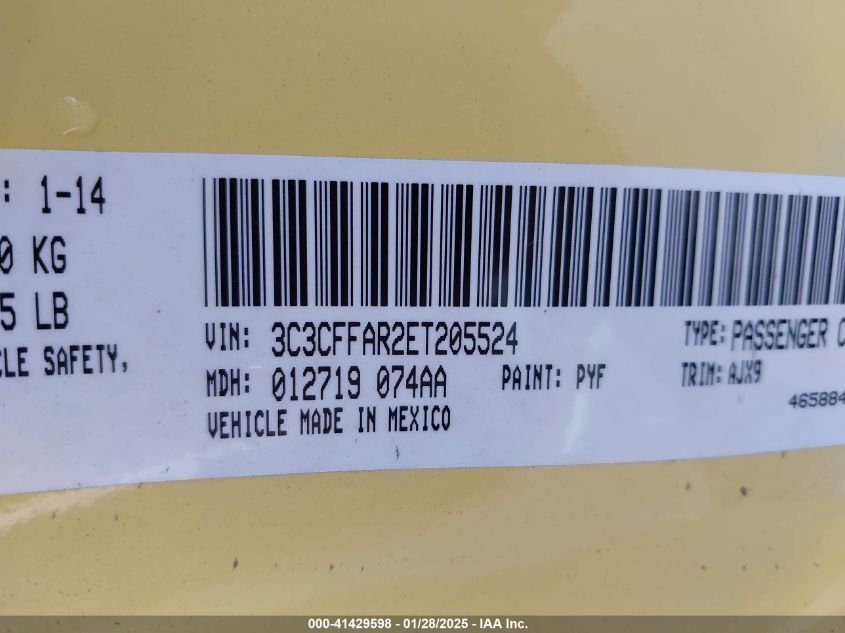 : 1-14
0 KG
5 LB
CLE SAFETY,
VIN: 3C3CFFAR2ET205524
TYPE: PASSENGER C
MDH: 012719 074AA
PAINT: PYF
TRIM: AJX9
VEHICLE MADE IN MEXICO
465884
000-41429598 - 01/28/2025 - IAA Inc.